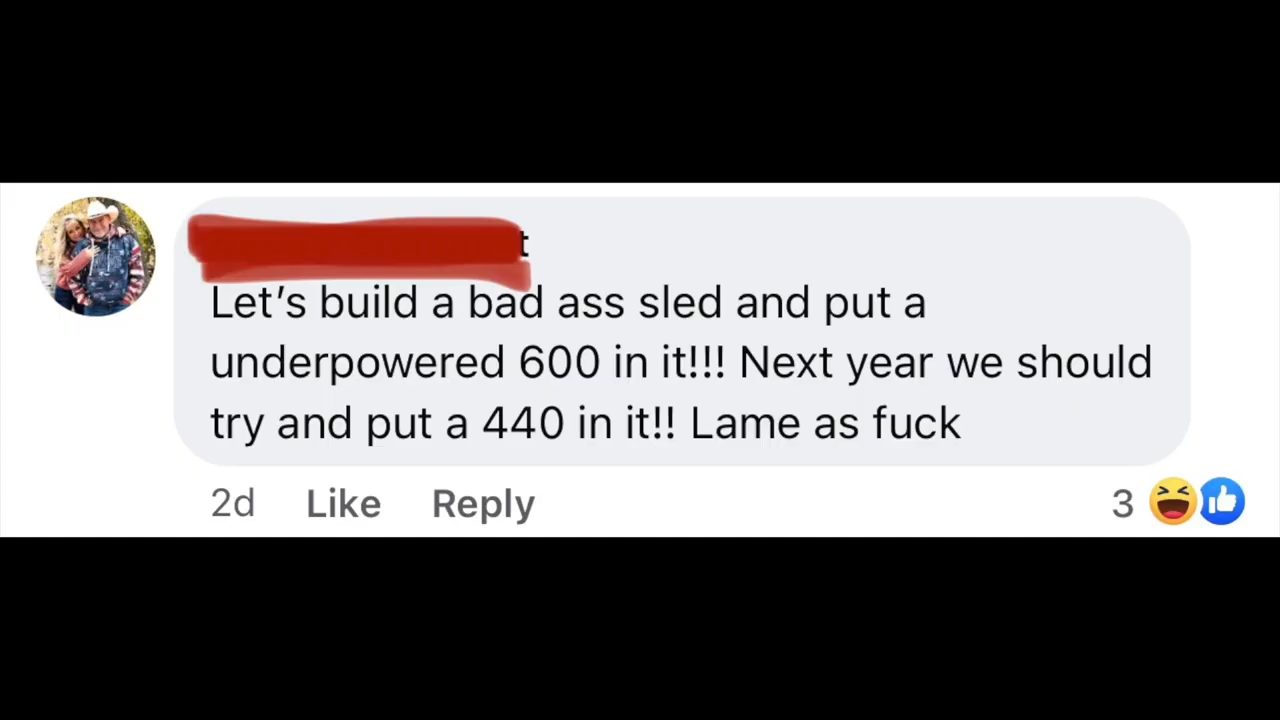 t
Let's build a bad ass sled and put a
underpowered 600 in it!!! Next year we should
try and put a 440 in it!! Lame as fuck
2d Like Reply 3